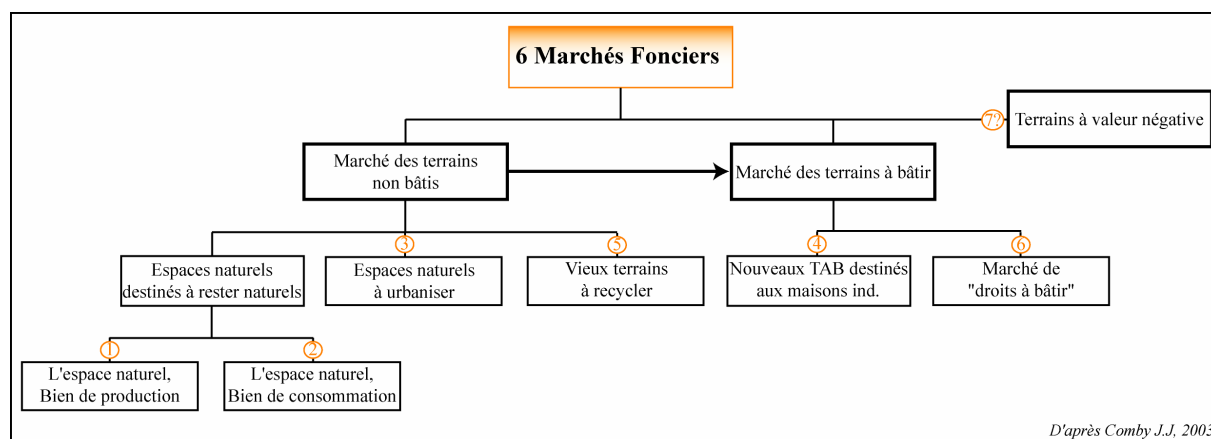 6 Marchés Fonciers
7?
Terrains à valeur négative
Marché des terrains
non bâtis
Marché des terrains à bâtir
3
5
4
6
Espaces naturels
destinés à rester naturels
Espaces naturels
à urbaniser
Vieux terrains
à recycler
Nouveaux TAB destinés
aux maisons ind.
Marché de
"droits à bâtir"
1
2
L'espace naturel,
Bien de production
L'espace naturel,
Bien de consommation
D'après Comby J.J, 2003